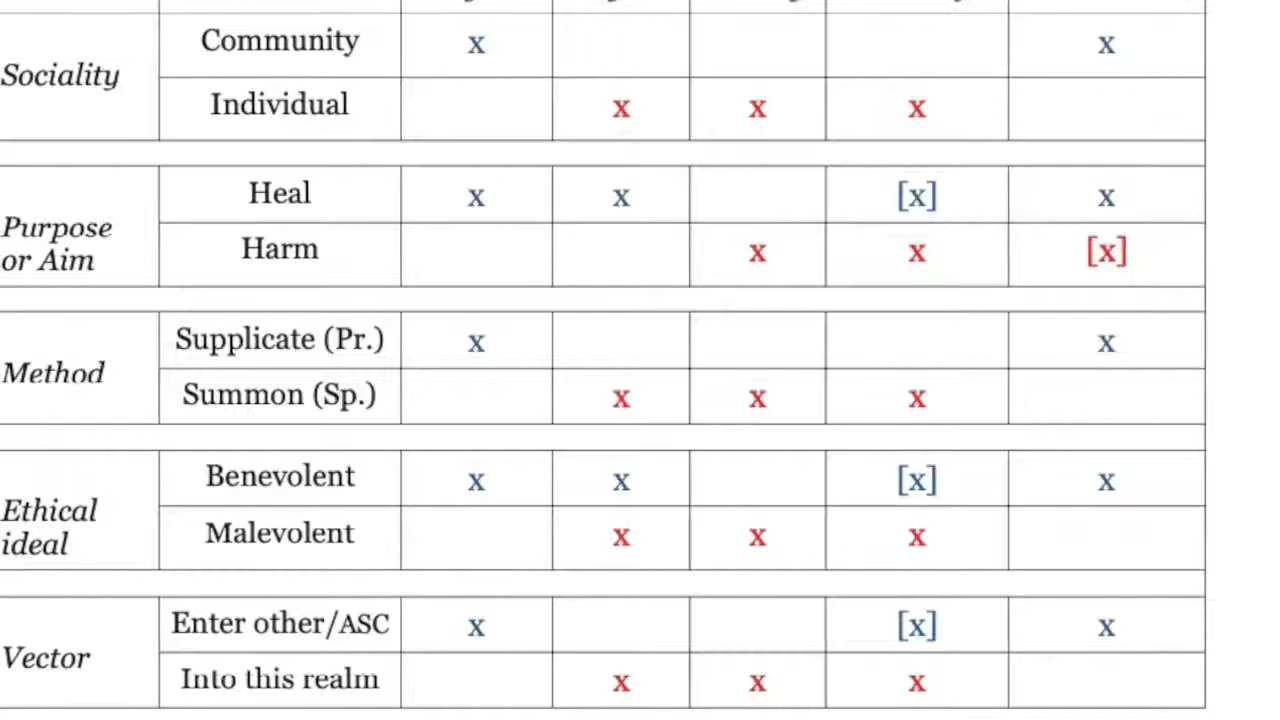 Community x x
Sociality
Individual x x x
Heal x x [x] x
Purpose
or Aim
Harm x x [x]
Supplicate (Pr.) x x
Method
Summon (Sp.) x x x
Benevolent x x [x] x
Ethical
ideal
Malevolent x x x
Enter other/ASC x [x] x
Vector
Into this realm x x x